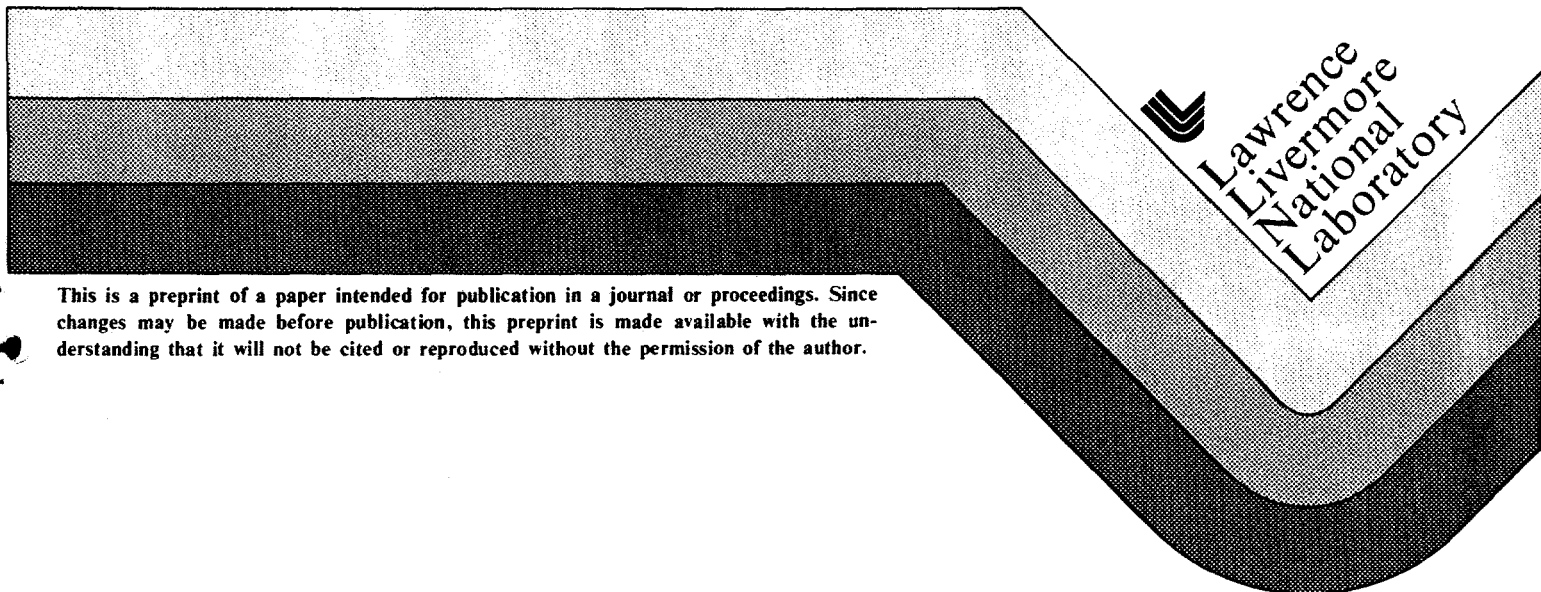 Lawrence
Livermore
National
Laboratory
This is a preprint of a paper intended for publication in a journal or proceedings. Since
changes may be made before publication, this preprint is made available with the un-
derstanding that it will not be cited or reproduced without the permission of the author.